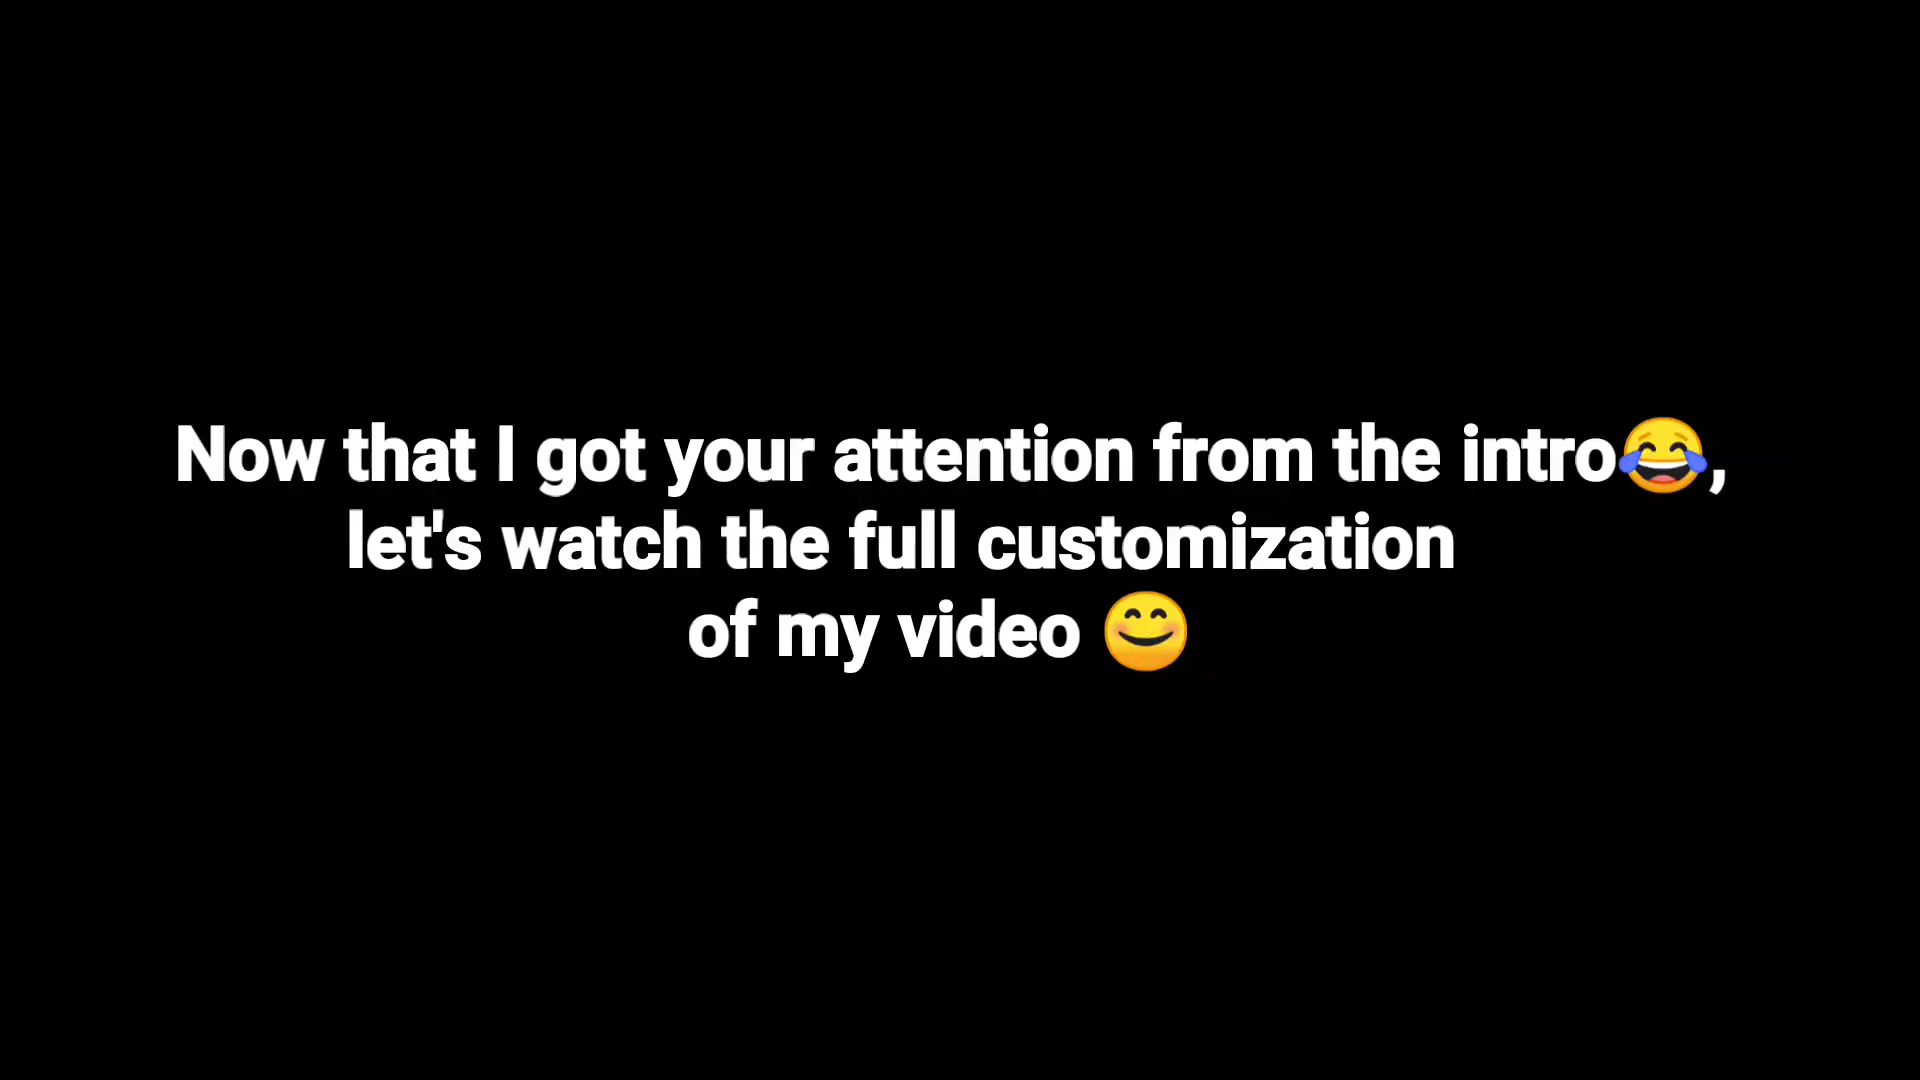 Now that I got your attention from the intro😂,
let's watch the full customization
of my video 😊